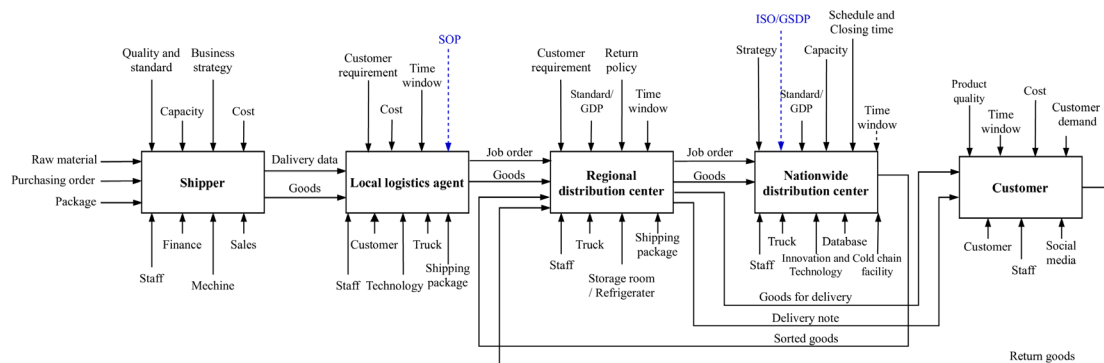 Quality and
standard
Business
strategy
Capacity
Cost
Raw material
Purchasing order
Package
Shipper
Staff
Finance
Mechine
Sales
Dalivery data
Goods
Customer
requirement
Cost
Time
window
SOP
Local logistics agent
Staff
Customer
Technology
Truck
Shipping
package
Job order
Goods
Customer
requirement
Standard/
GDP
Return
policy
Time
window
Regional
distribution center
Staff
Truck
Storage room
/ Refrigerater
Shipping
package
Job order
Goods
Strategy
ISO/GSDP
Standard/
GDP
Capacity
Schedule and
Closing time
Time
window
Nationwide
distribution center
Staff
Truck
Innovation and
Technology
Database
Cold chain
facility
Goods for delivery
Delivery note
Sorted goods
Product
quality
Time
window
Cost
Customer
demand
Customer
Customer
Staff
Social
media
Return goods